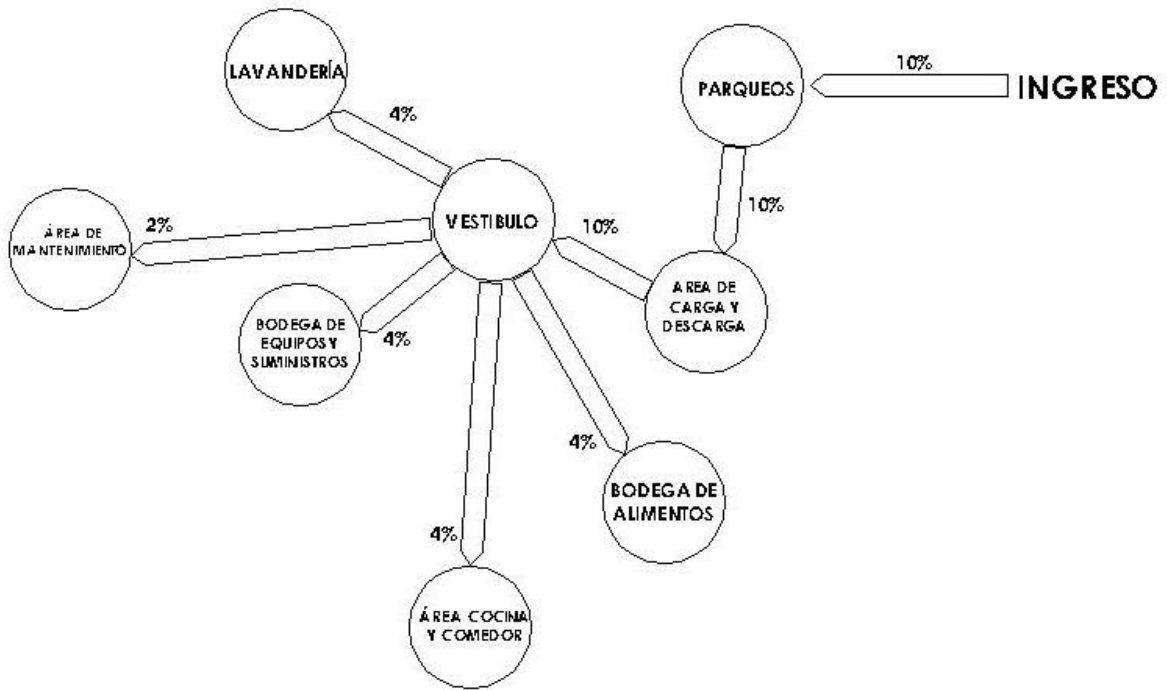 LAVANDERÍA
4%
PARQUEOS
10%
INGRESO
10%
VESTIBULO
10%
AREA DE
CARGA Y
DESCARGA
ÁREA DE
MANTENIMIENTO
2%
BODEGA DE
EQUIPOS Y
SUMINISTROS
4%
4%
BODEGA DE
ALIMENTOS
4%
ÁREA COCINA
Y COMEDOR